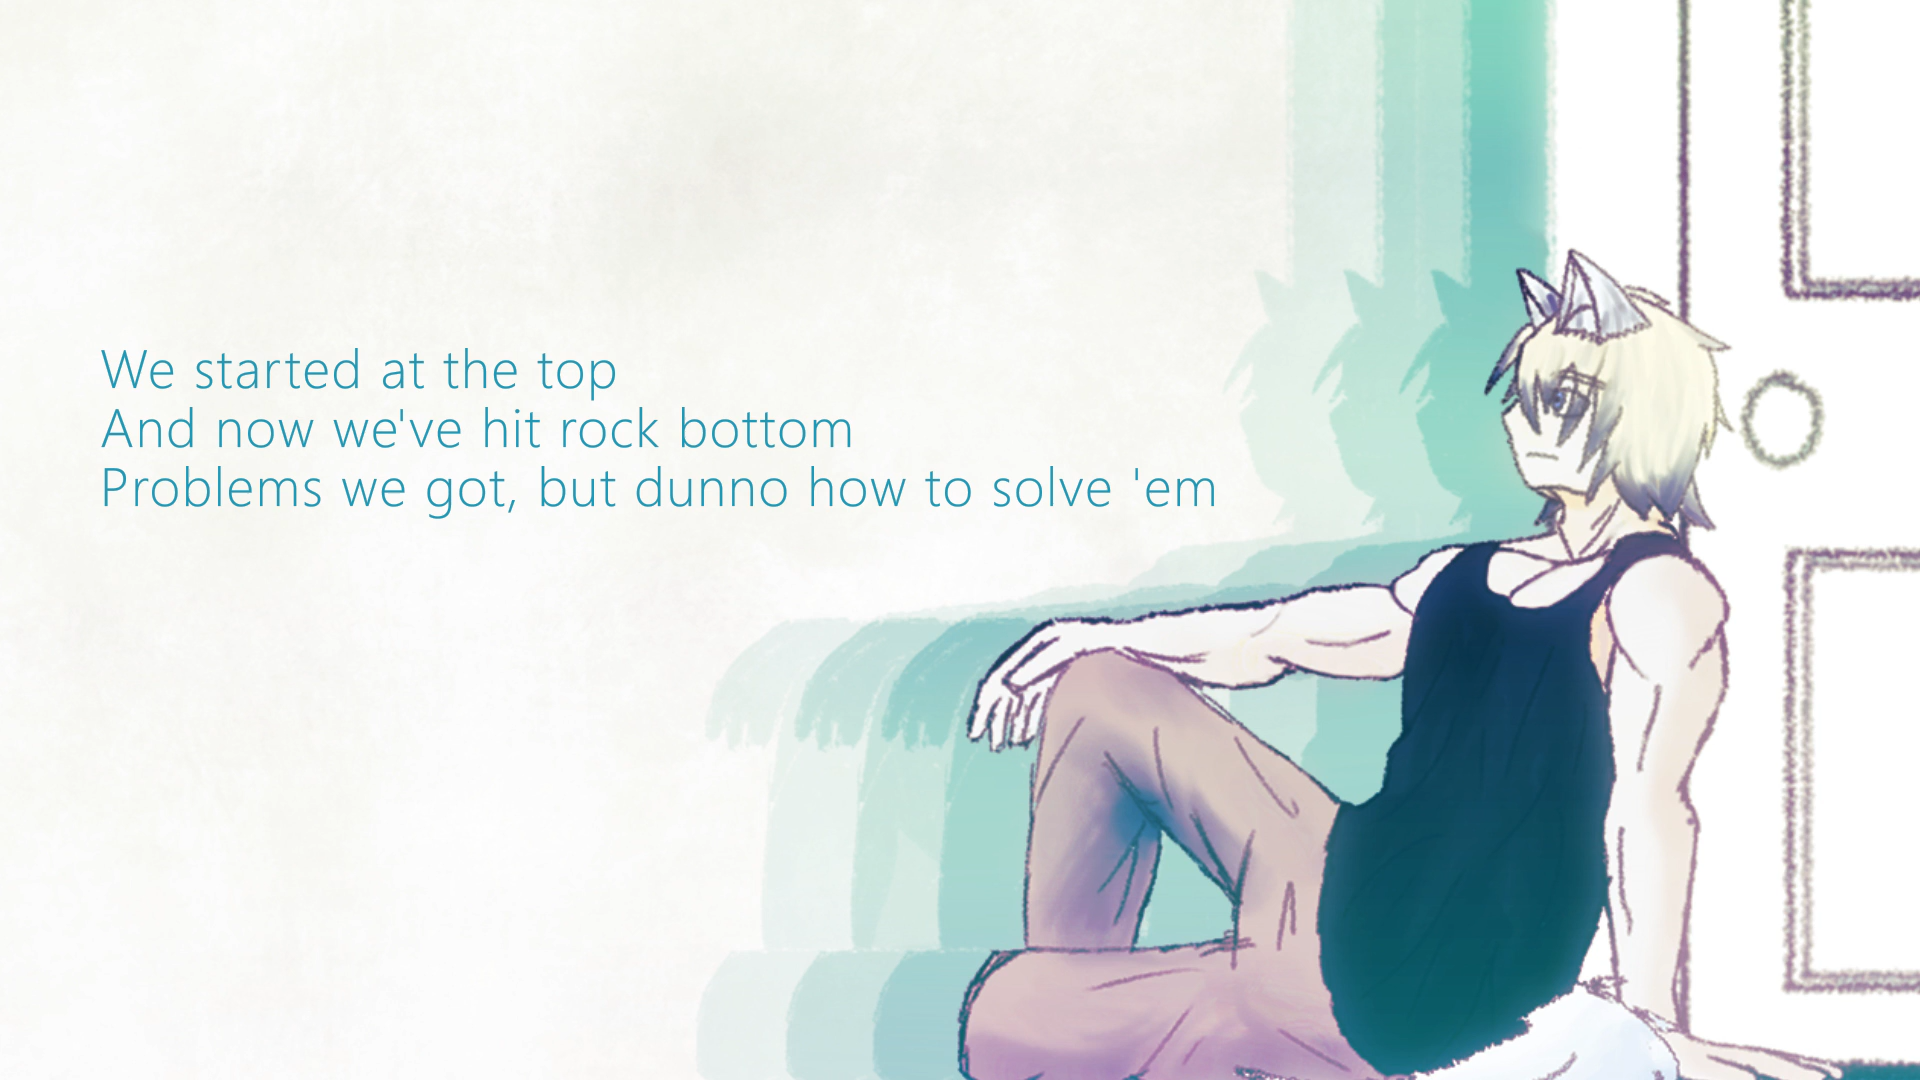 We started at the top
And now we've hit rock bottom
Problems we got, but dunno how to solve 'em